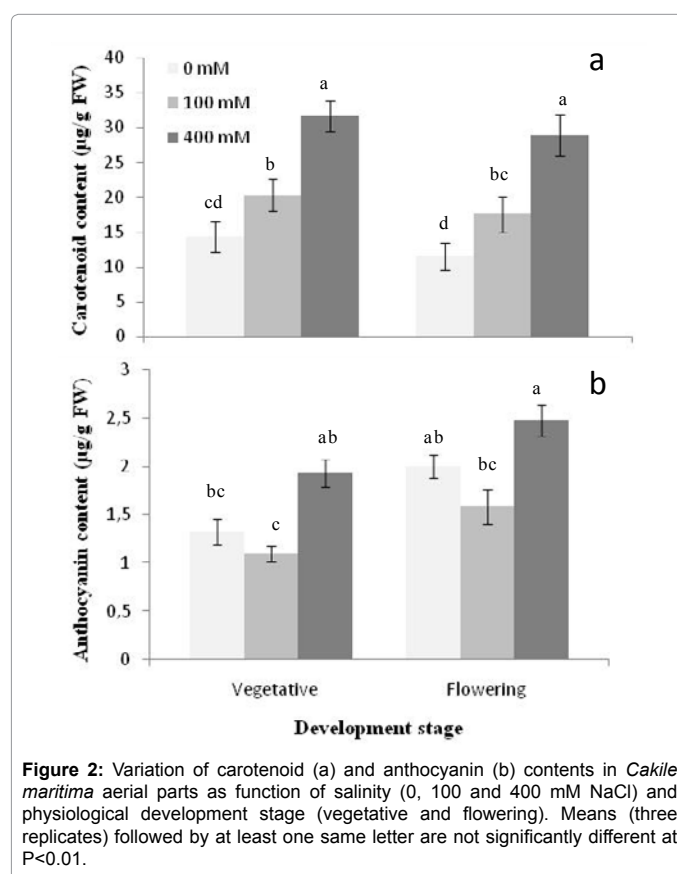 a
40
35
30
25
20
15
10
5
0
Carotenoid content (µg/g FW)
0 mM
100 mM
400 mM
cd
b
a
d
bc
a
b
3
2,5
2
1,5
1
0,5
0
Anthocyanin content (µg/g FW)
bc
c
ab
ab
bc
a
Vegetative
Flowering
Development stage
Figure 2: Variation of carotenoid (a) and anthocyanin (b) contents in Cakile
maritima aerial parts as function of salinity (0, 100 and 400 mM NaCl) and
physiological development stage (vegetative and flowering). Means (three
replicates) followed by at least one same letter are not significantly different at
P<0.01.